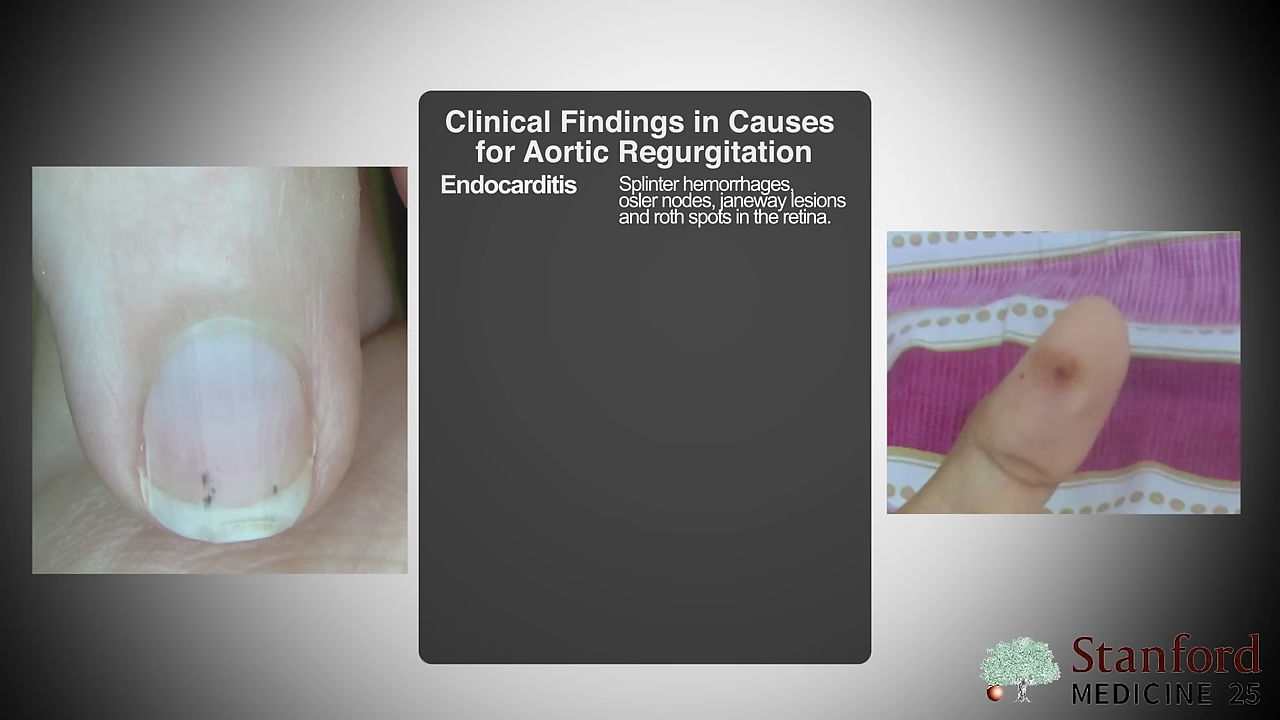 Clinical Findings in Causes
for Aortic Regurgitation
Endocarditis
Splinter hemorrhages,
osler nodes, janeway lesions
and roth spots in the retina.
Stanford
MEDICINE 25